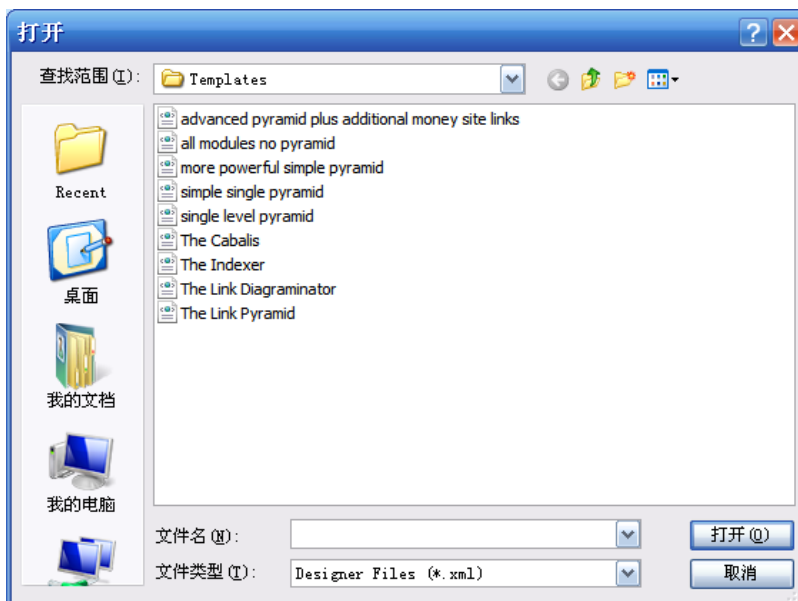 打开
查找范围(I):
Templates
advanced pyramid plus additional money site links
all modules no pyramid
more powerful simple pyramid
simple single pyramid
single level pyramid
The Cabalis
The Indexer
The Link Diagraminator
The Link Pyramid
Recent
桌面
我的文档
我的电脑
文件名(N):
打开(O)
文件类型(T):
Designer Files (*.xml)
取消